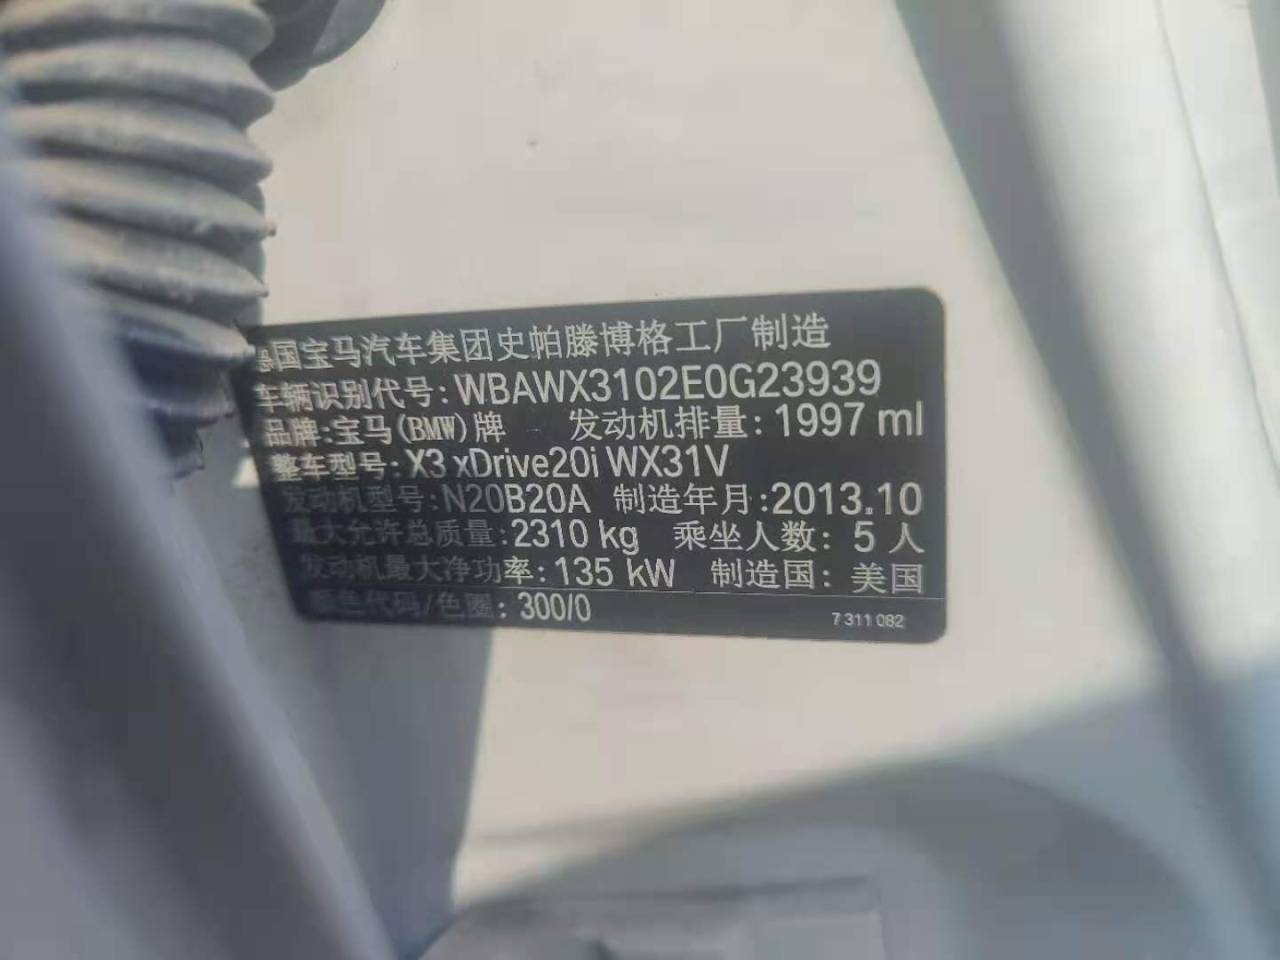 德国宝马汽车集团史帕滕博格工厂制造
车辆识别代号:WBAWX3102E0G23939
品牌:宝马(BMW)牌 发动机排量:1997 ml
整车型号:X3 xDrive20i WX31V
发动机型号:N20B20A 制造年月:2013.10
最大允许总质量:2310 kg 乘坐人数:5人
发动机最大净功率:135 kW 制造国:美国
颜色代码/色圈:300/0 7 311 082